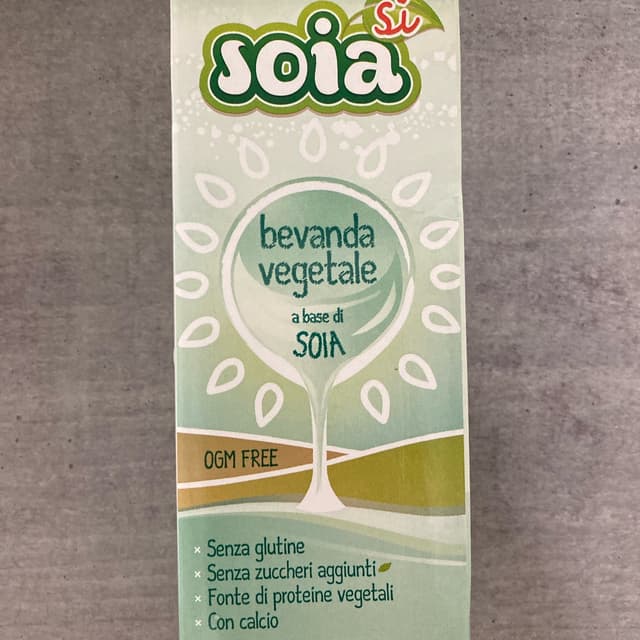 Si
soia
bevanda
vegetale
a base di
SOIA
OGM FREE
× Senza glutine
× Senza zuccheri aggiunti
× Fonte di proteine vegetali
× Con calcio